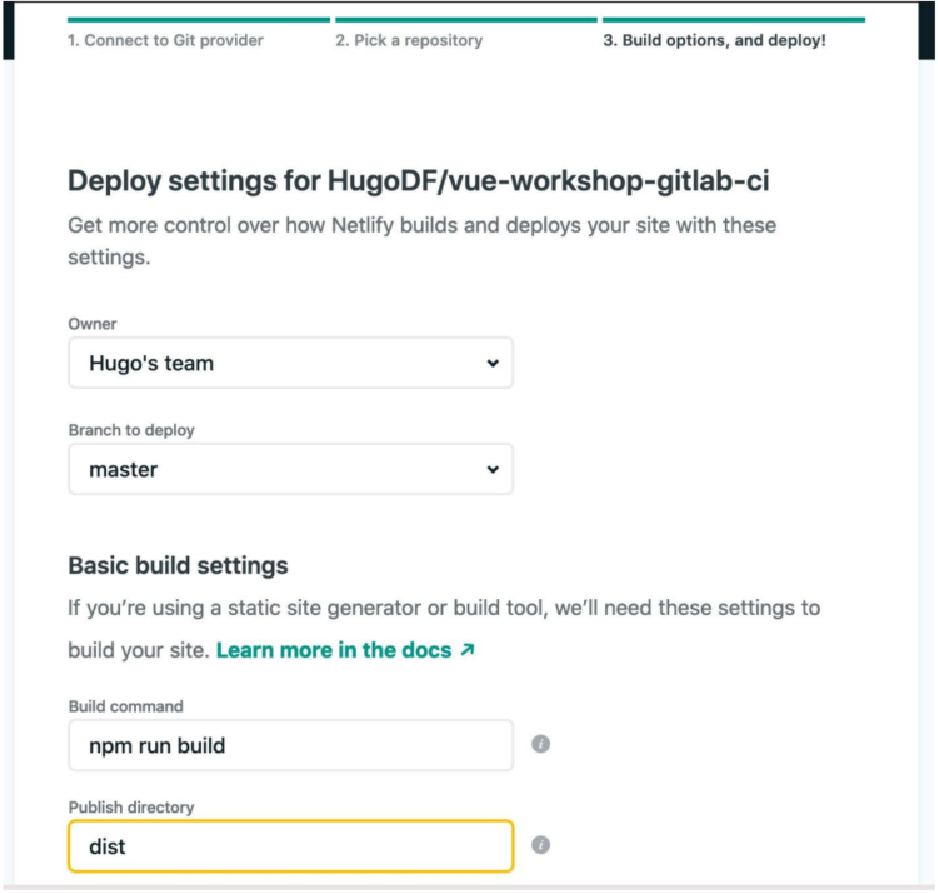 1. Connect to Git provider
2. Pick a repository
3. Build options, and deploy!
Deploy settings for HugoDF/vue-workshop-gitlab-ci
Get more control over how Netlify builds and deploys your site with these
settings.
Owner
Hugo's team
Branch to deploy
master
Basic build settings
If you’re using a static site generator or build tool, we’ll need these settings to
build your site. Learn more in the docs ↗
Build command
npm run build
Publish directory
dist